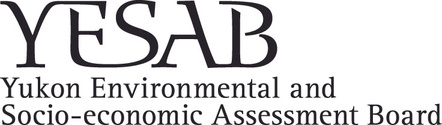 YESAB
Yukon Environmental and
Socio-economic Assessment Board